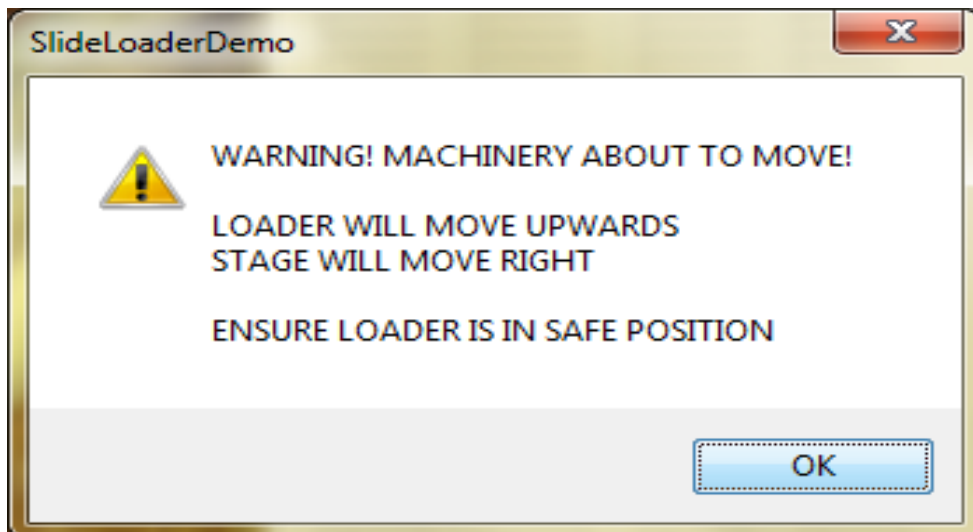 SlideLoaderDemo
WARNING! MACHINERY ABOUT TO MOVE!
LOADER WILL MOVE UPWARDS
STAGE WILL MOVE RIGHT
ENSURE LOADER IS IN SAFE POSITION
OK